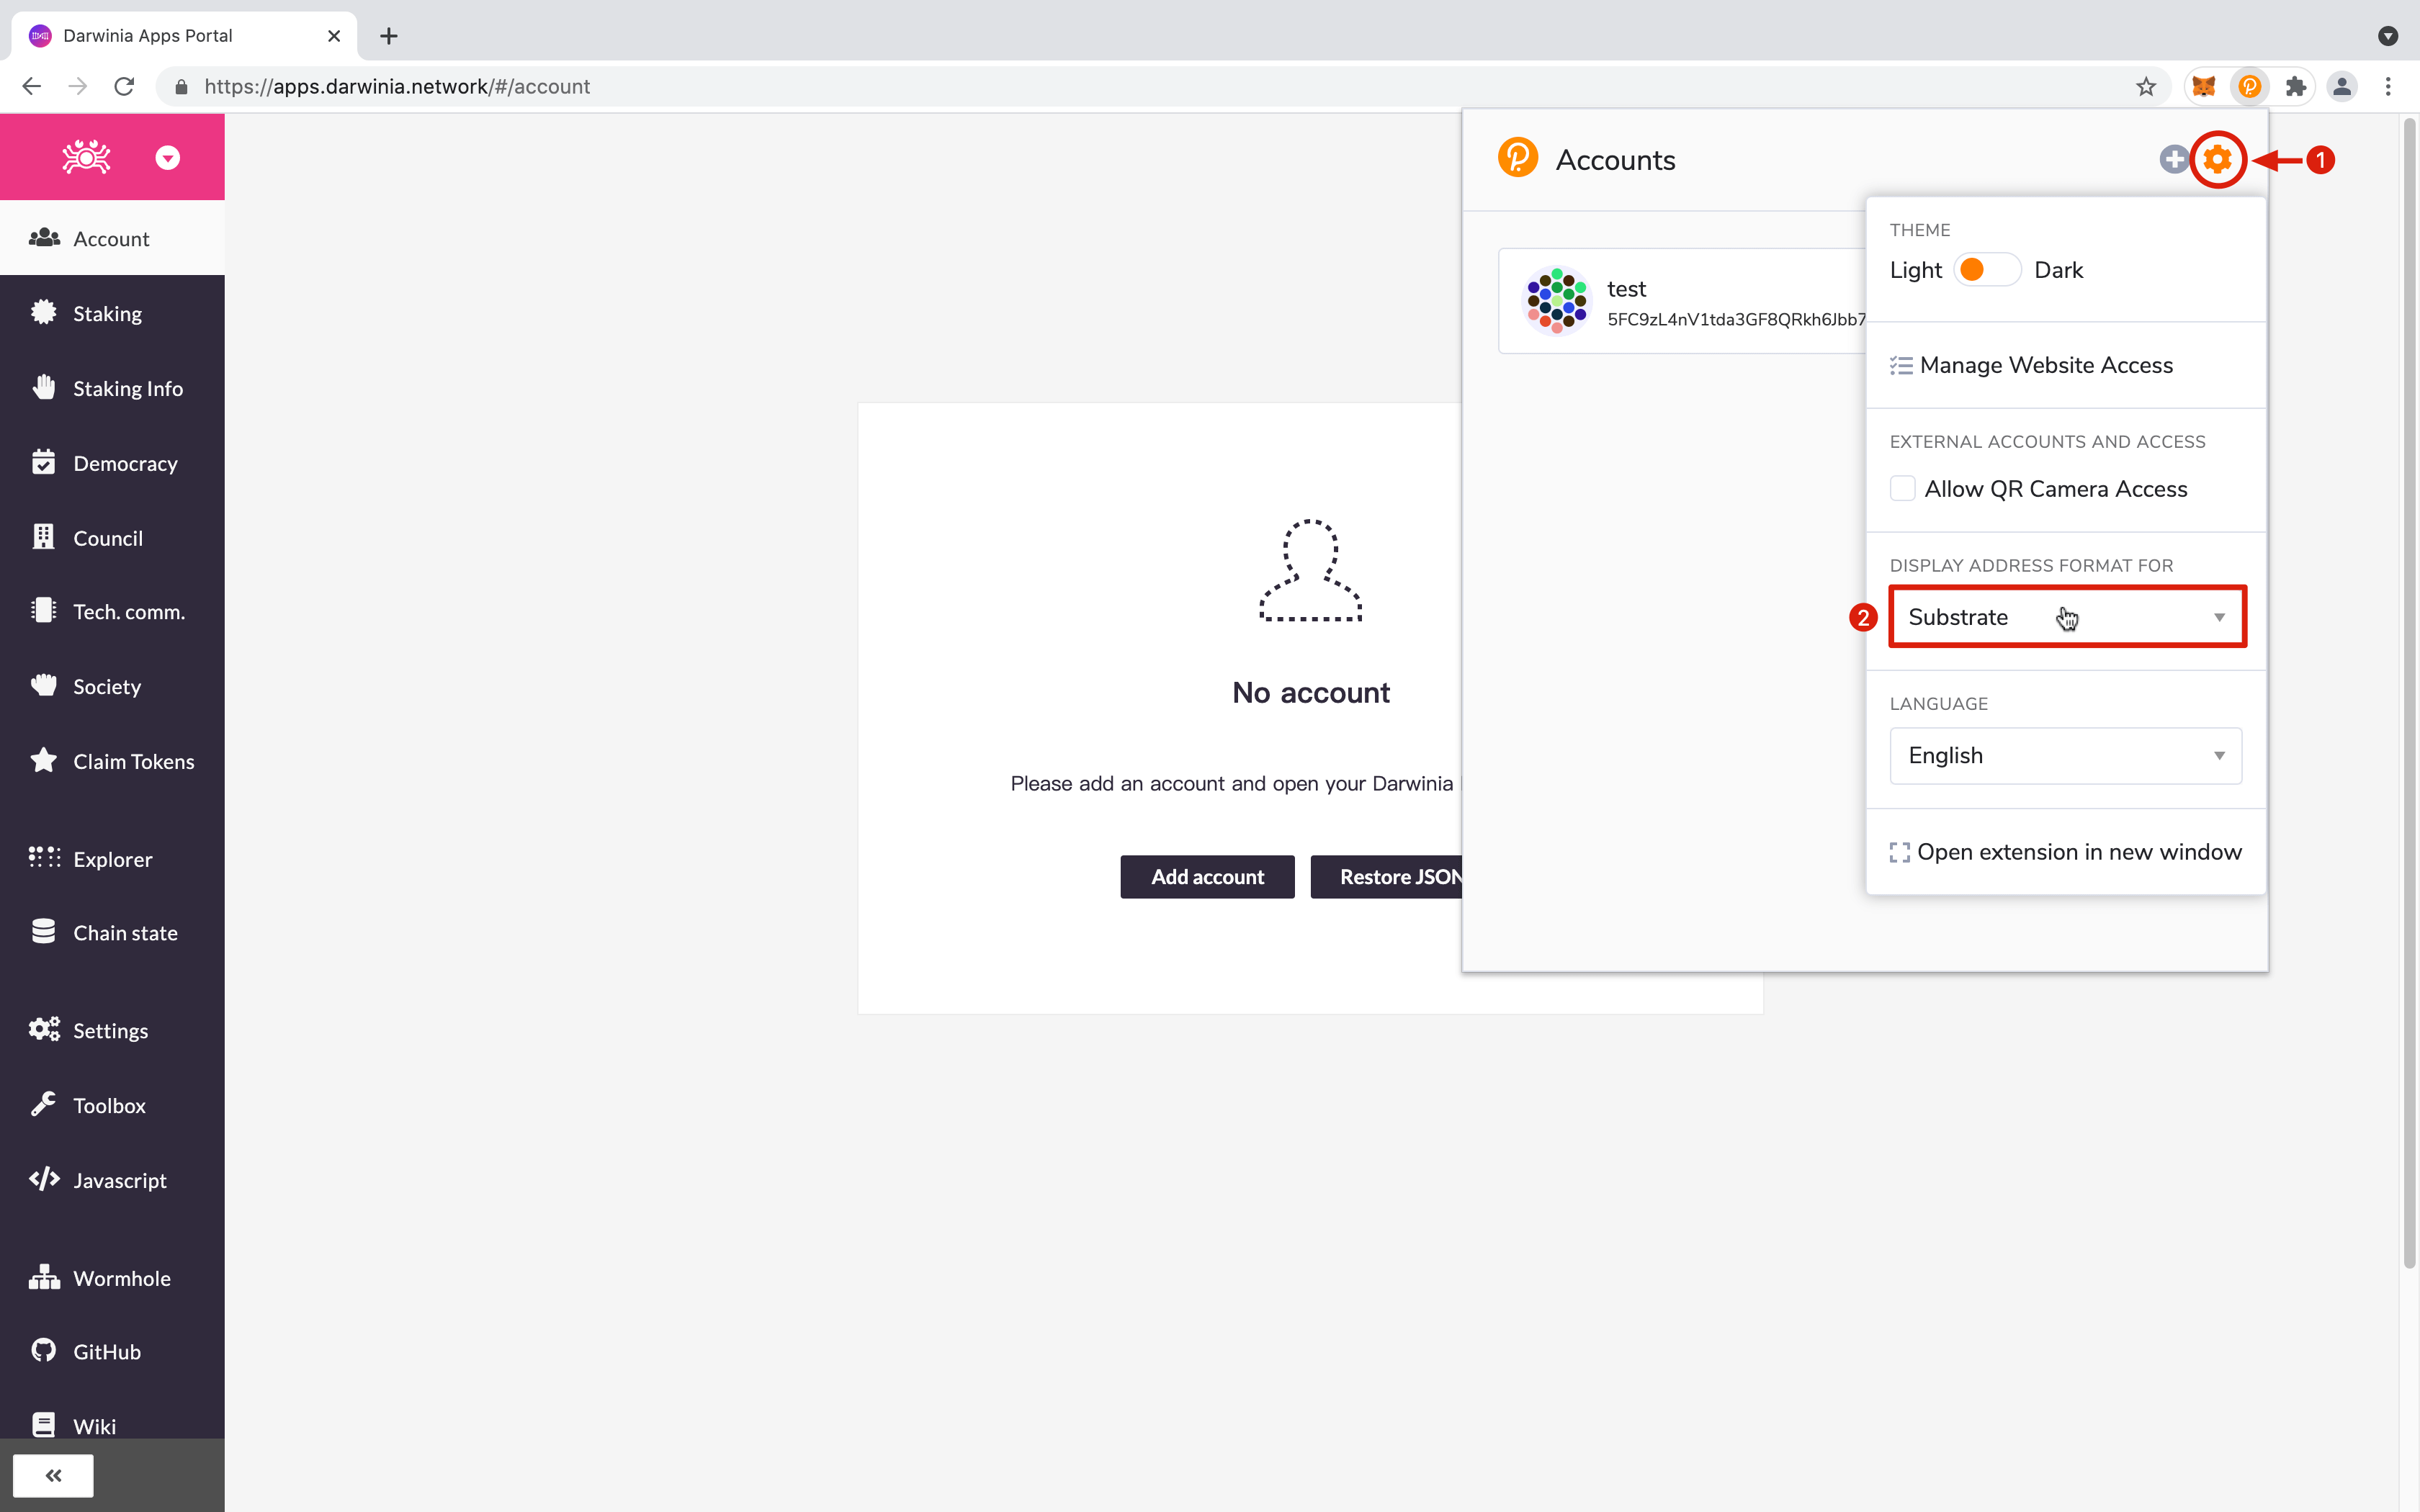 Darwinia Apps Portal
https://apps.darwinia.network/#/account
Account
Staking
Staking Info
Democracy
Council
Tech. comm.
Society
Claim Tokens
Explorer
Chain state
Settings
Toolbox
Javascript
Wormhole
GitHub
Wiki
No account
Please add an account and open your Darwinia
Add account
Restore JSON
Accounts
1
test
5FC9zL4nV1tda3GF8QRkh6Jbb7
THEME
Light Dark
Manage Website Access
EXTERNAL ACCOUNTS AND ACCESS
Allow QR Camera Access
DISPLAY ADDRESS FORMAT FOR
2 Substrate
LANGUAGE
English
Open extension in new window